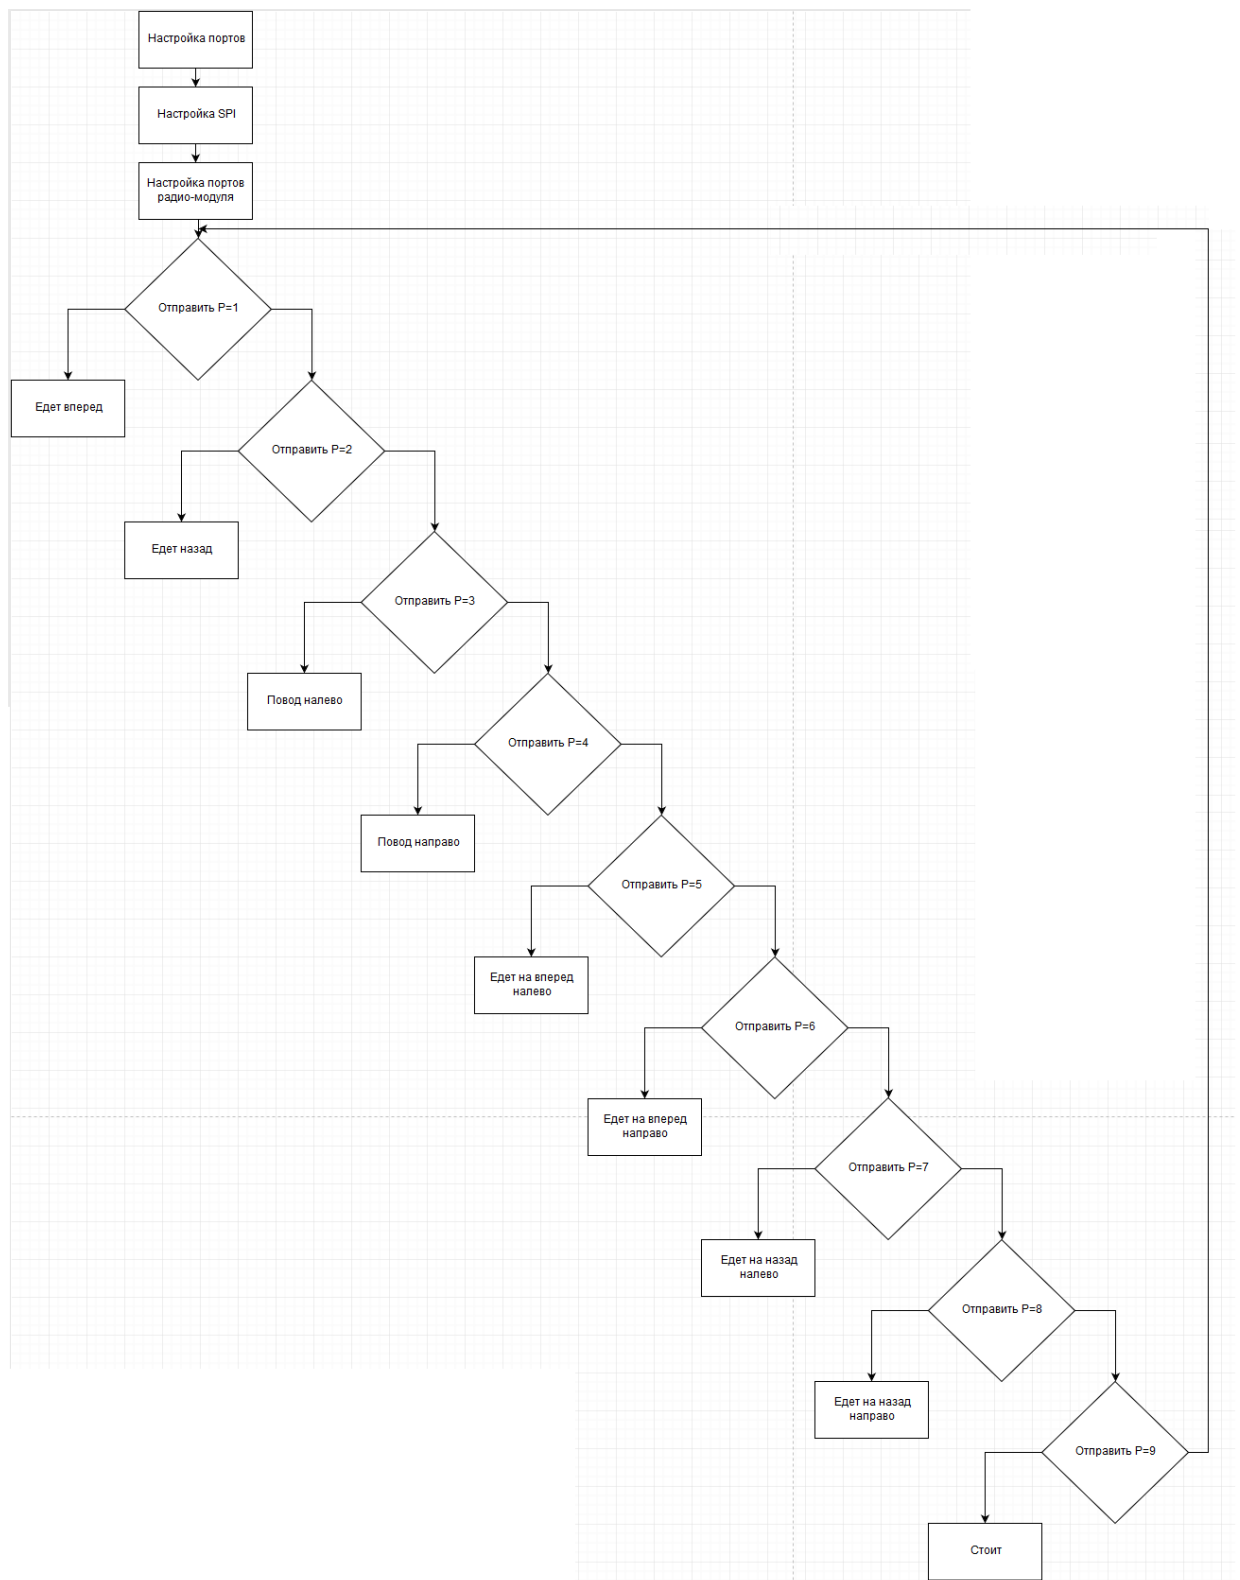 Настройка портов
Настройка SPI
Настройка портов
радио-модуля
Отправить P=1
Едет вперед
Отправить P=2
Едет назад
Отправить P=3
Повод налево
Отправить P=4
Повод направо
Отправить P=5
Едет на вперед
налево
Отправить P=6
Едет на вперед
направо
Отправить P=7
Едет на назад
налево
Отправить P=8
Едет на назад
направо
Отправить P=9
Стоит